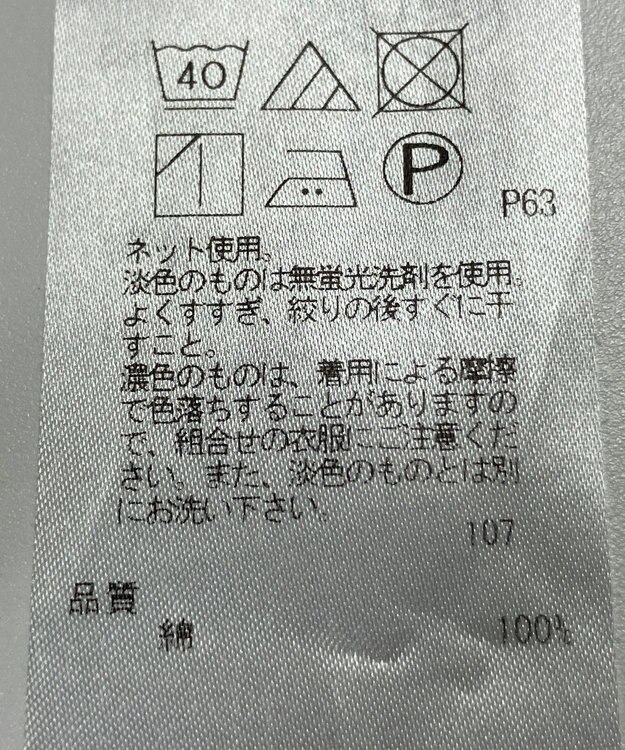 40
P
P63
ネット使用。
淡色のものは無蛍光洗剤を使用。
よくすすぎ、絞りの後すぐに干
すこと。
濃色のものは、着用による摩擦
で色落ちすることがありますの
で、組合せの衣服にご注意くだ
さい。また、淡色のものとは別
にお洗い下さい。
107
品質
綿 100%